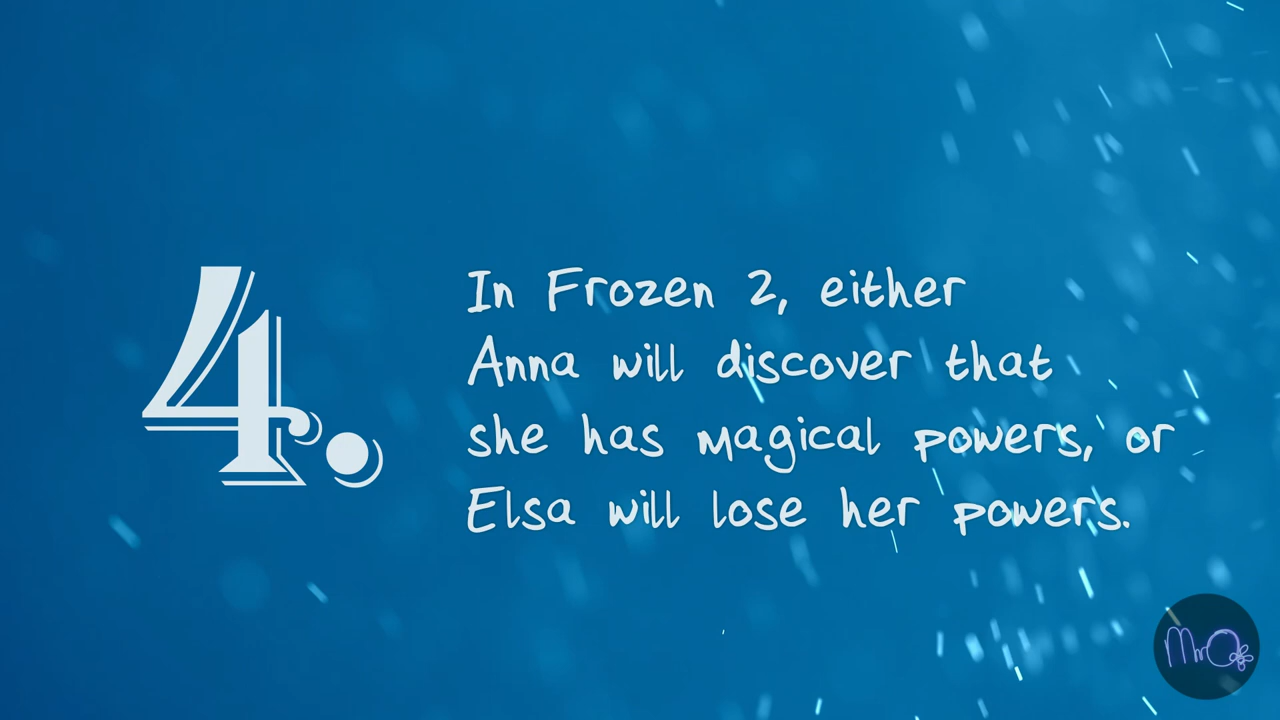 4.
In Frozen 2, either
Anna will discover that
she has magical powers, or
Elsa will lose her powers.